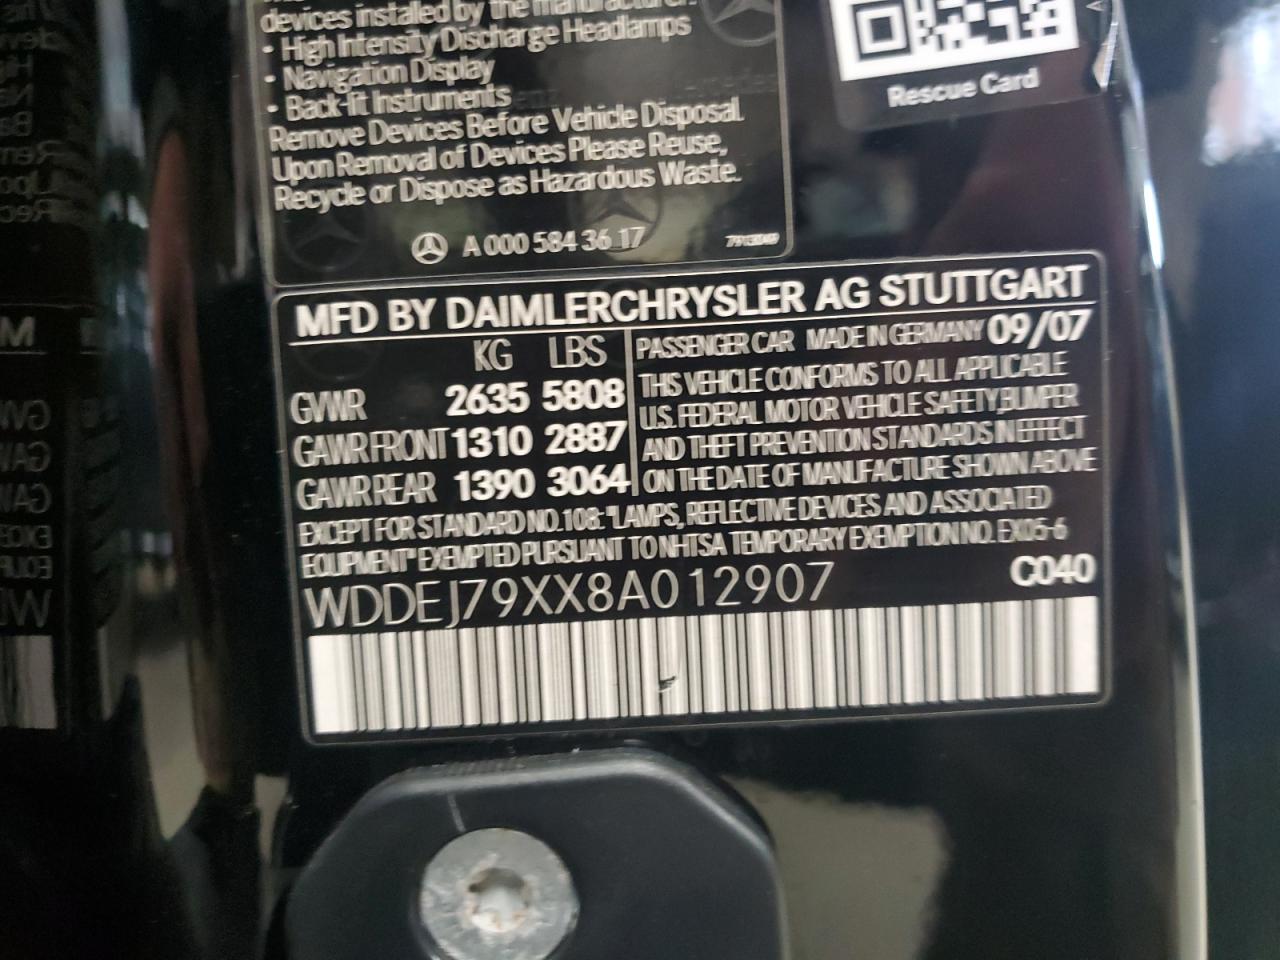 devices installed by the manufacturer:
• High Intensity Discharge Headlamps
• Navigation Display
• Back-lit Instruments
Remove Devices Before Vehicle Disposal.
Upon Removal of Devices Please Reuse,
Recycle or Dispose as Hazardous Waste.
A 000 584 36 17
Rescue Card
MFD BY DAIMLERCHRYSLER AG STUTTGART
KG LBS
GVWR 2635 5808
GAWR FRONT 1310 2887
GAWR REAR 1390 3064
PASSENGER CAR MADE IN GERMANY 09/07
THIS VEHICLE CONFORMS TO ALL APPLICABLE
U.S. FEDERAL MOTOR VEHICLE SAFETY,BUMPER
AND THEFT PREVENTION STANDARDS IN EFFECT
ON THE DATE OF MANUFACTURE SHOWN ABOVE
EXCEPT FOR STANDARD NO. 108: "LAMPS, REFLECTIVE DEVICES AND ASSOCIATED
EQUIPMENT" EXEMPTED PURSUANT TO NHTSA TEMPORARY EXEMPTION NO. EX05-6
WDDEJ79XX8A012907
C040